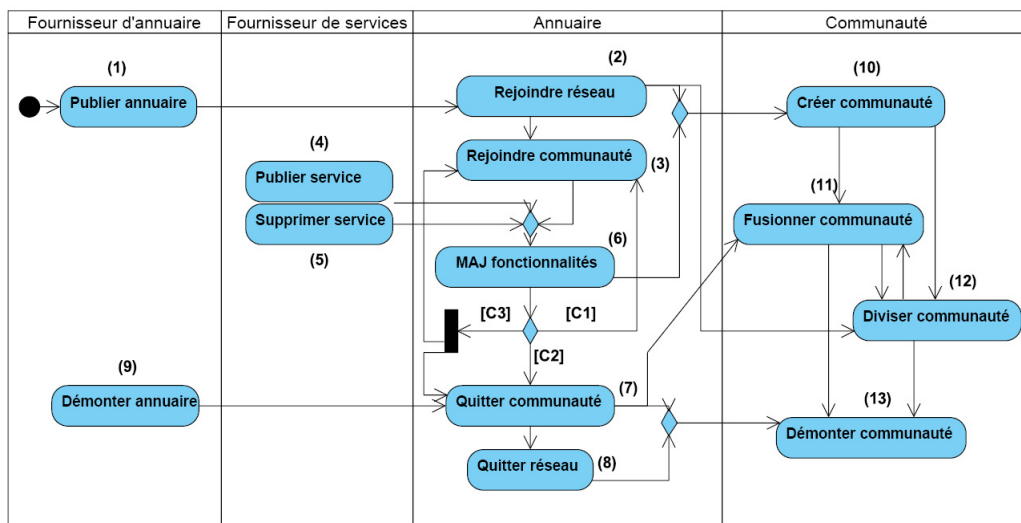 Fournisseur d'annuaire
Fournisseur de services
Annuaire
Communauté
(1)
Publier annuaire
(2)
Rejoindre réseau
(10)
Créer communauté
(4)
Publier service
Rejoindre communauté
(3)
(11)
Supprimer service
Fusionner communauté
(5)
(6)
MAJ fonctionnalités
(12)
[C3]
[C1]
Diviser communauté
[C2]
(9)
Démonter annuaire
(7)
Quitter communauté
(13)
Démonter communauté
Quitter réseau
(8)